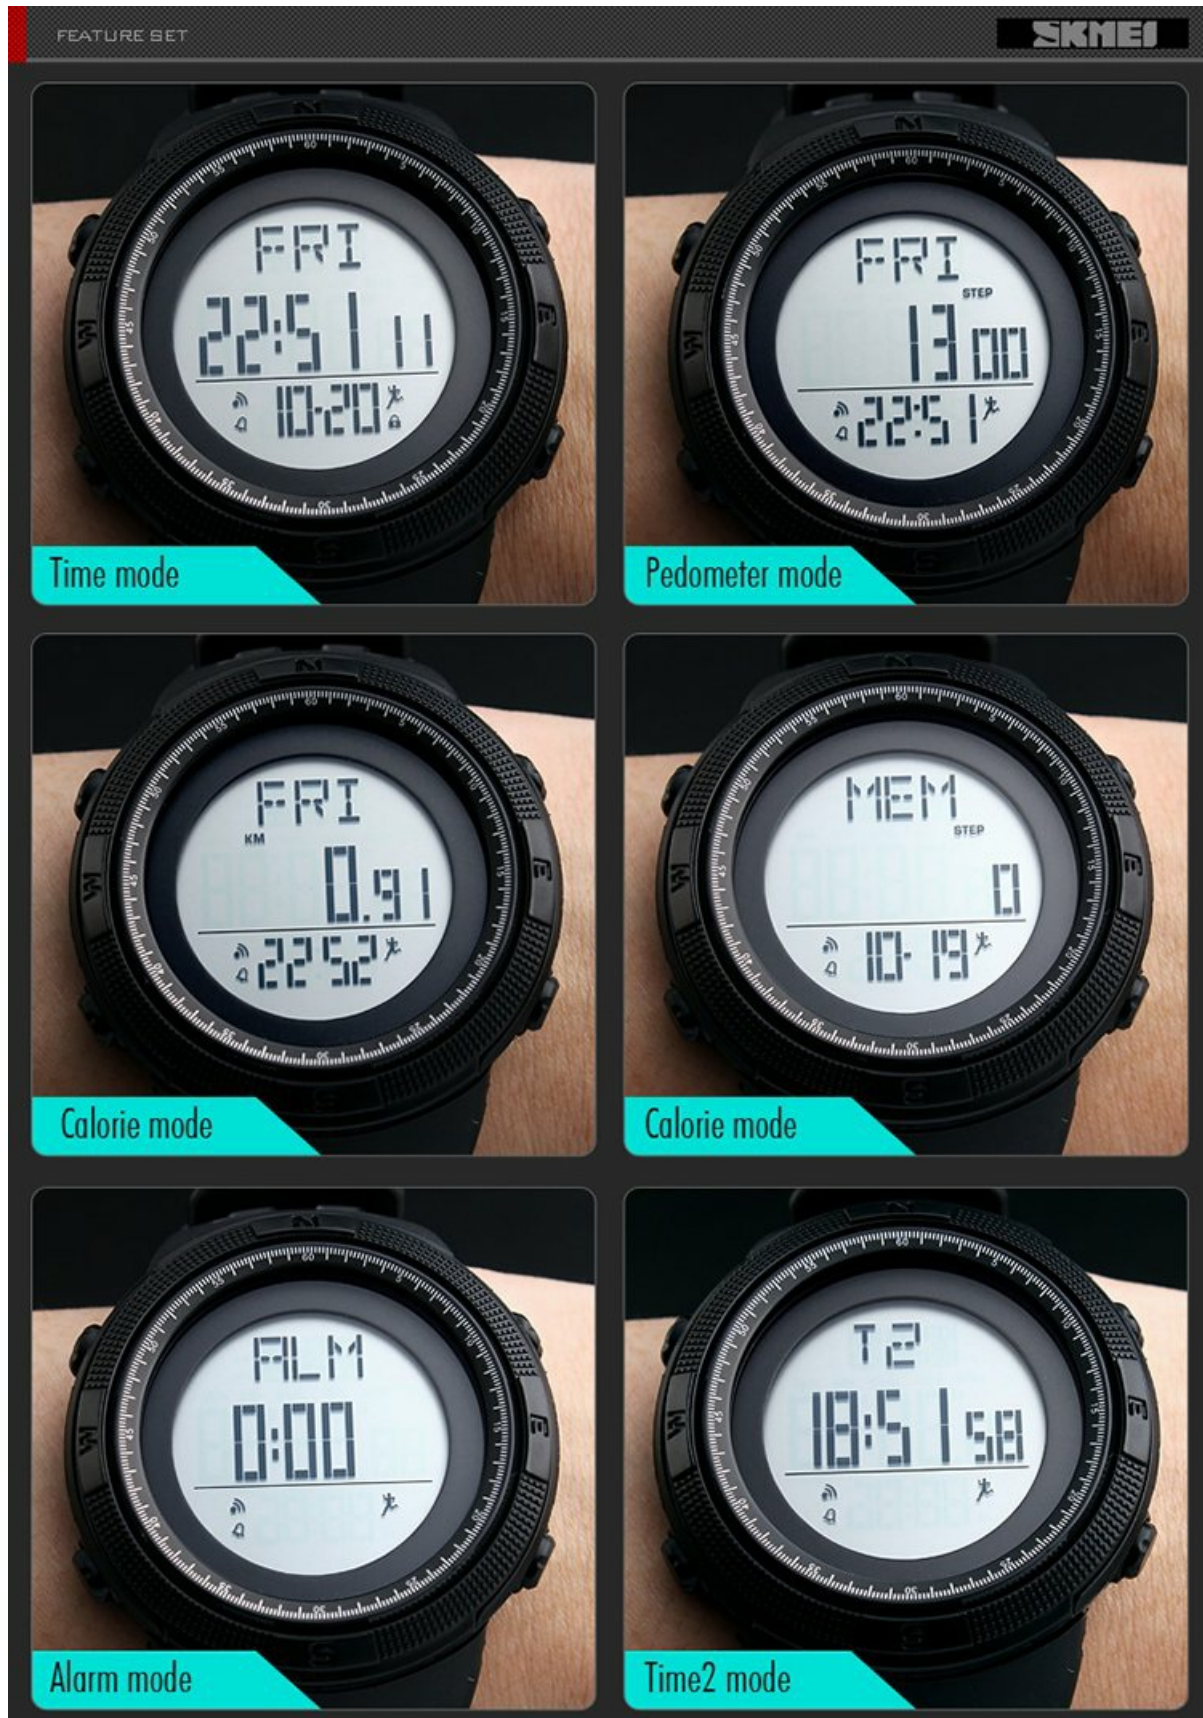 FEATURE SET
SKMEI
FRI
22:51 11
10-20
Time mode
FRI
STEP
1300
22:51
Pedometer mode
FRI
KM
0.91
22:52
Calorie mode
MEM
STEP
0
10-19
Calorie mode
ALM
0:00
Alarm mode
T2
18:51 58
Time2 mode